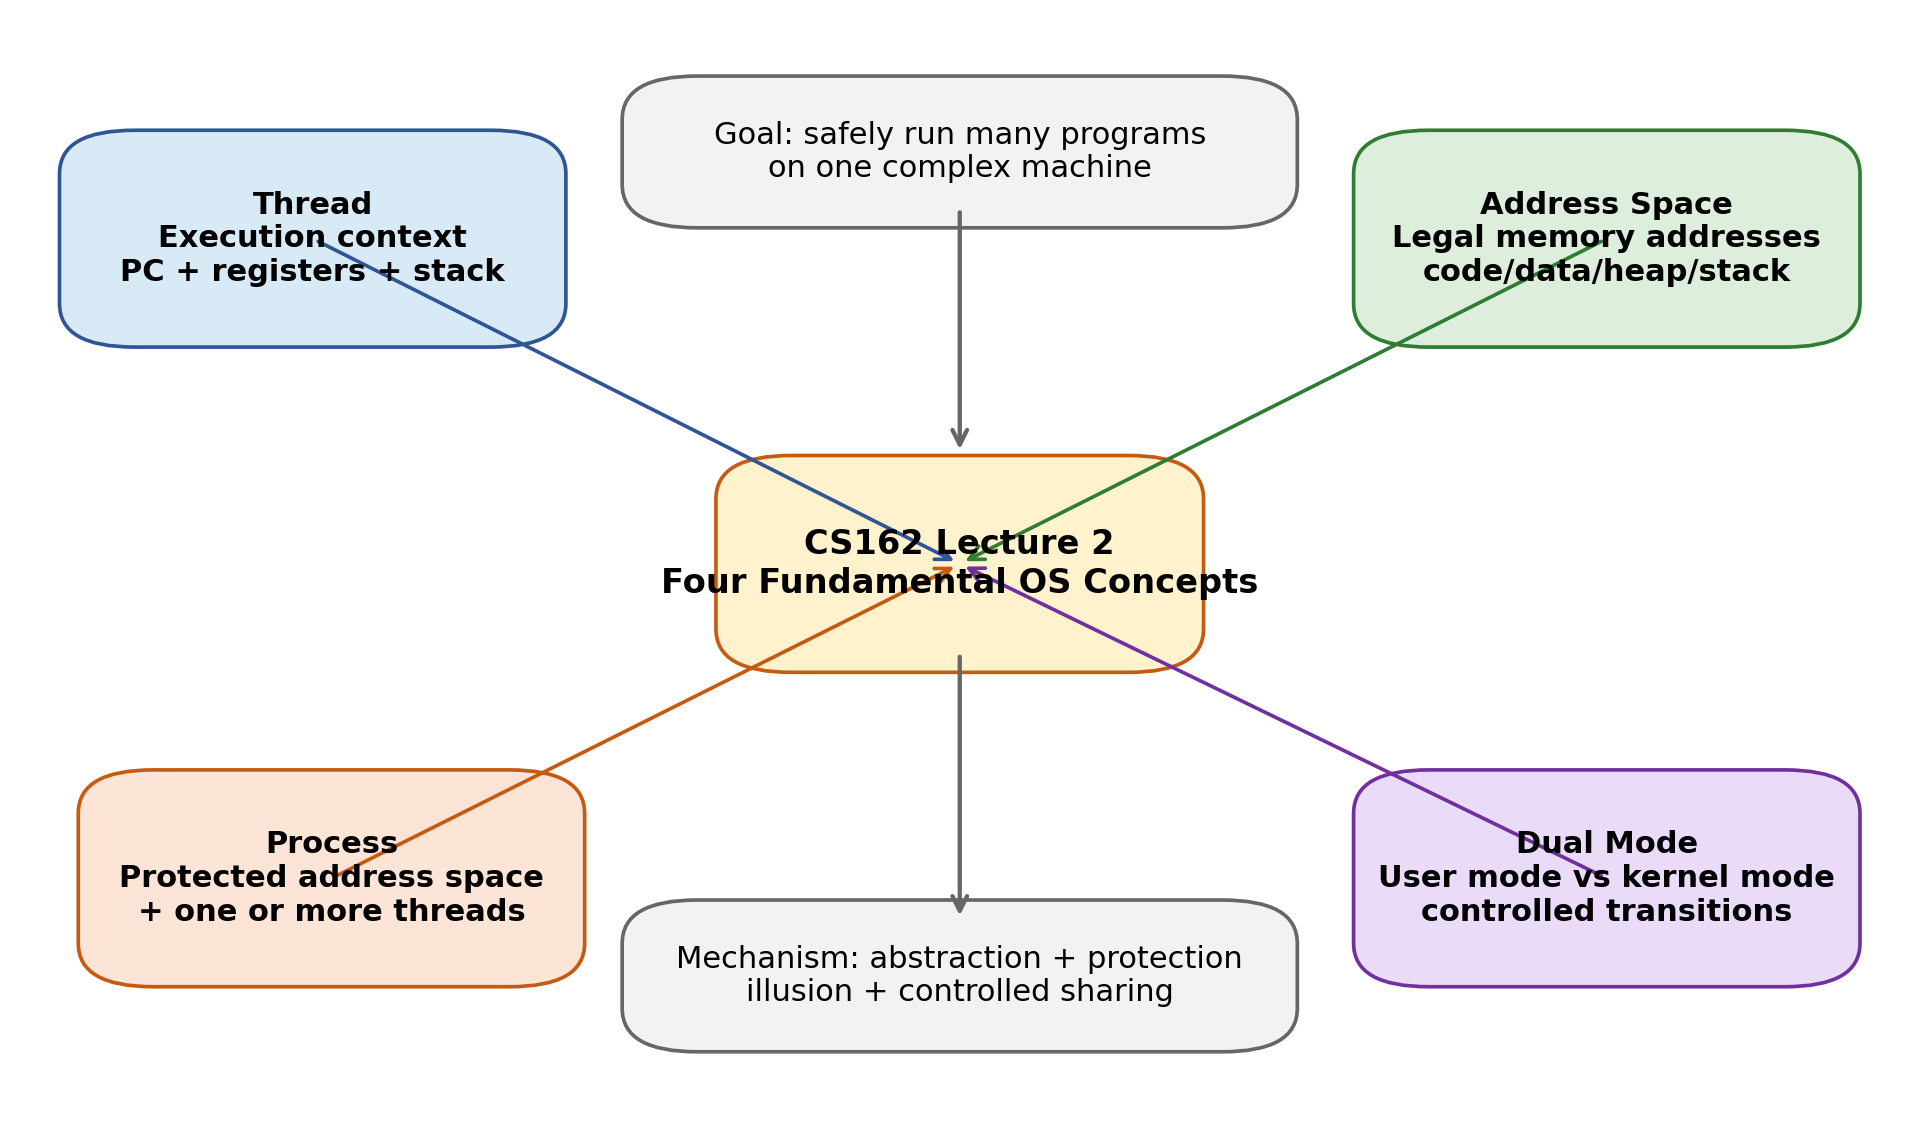 Goal: safely run many programs
on one complex machine
Thread
Execution context
PC + registers + stack
Address Space
Legal memory addresses
code/data/heap/stack
CS162 Lecture 2
Four Fundamental OS Concepts
Process
Protected address space
+ one or more threads
Dual Mode
User mode vs kernel mode
controlled transitions
Mechanism: abstraction + protection
illusion + controlled sharing